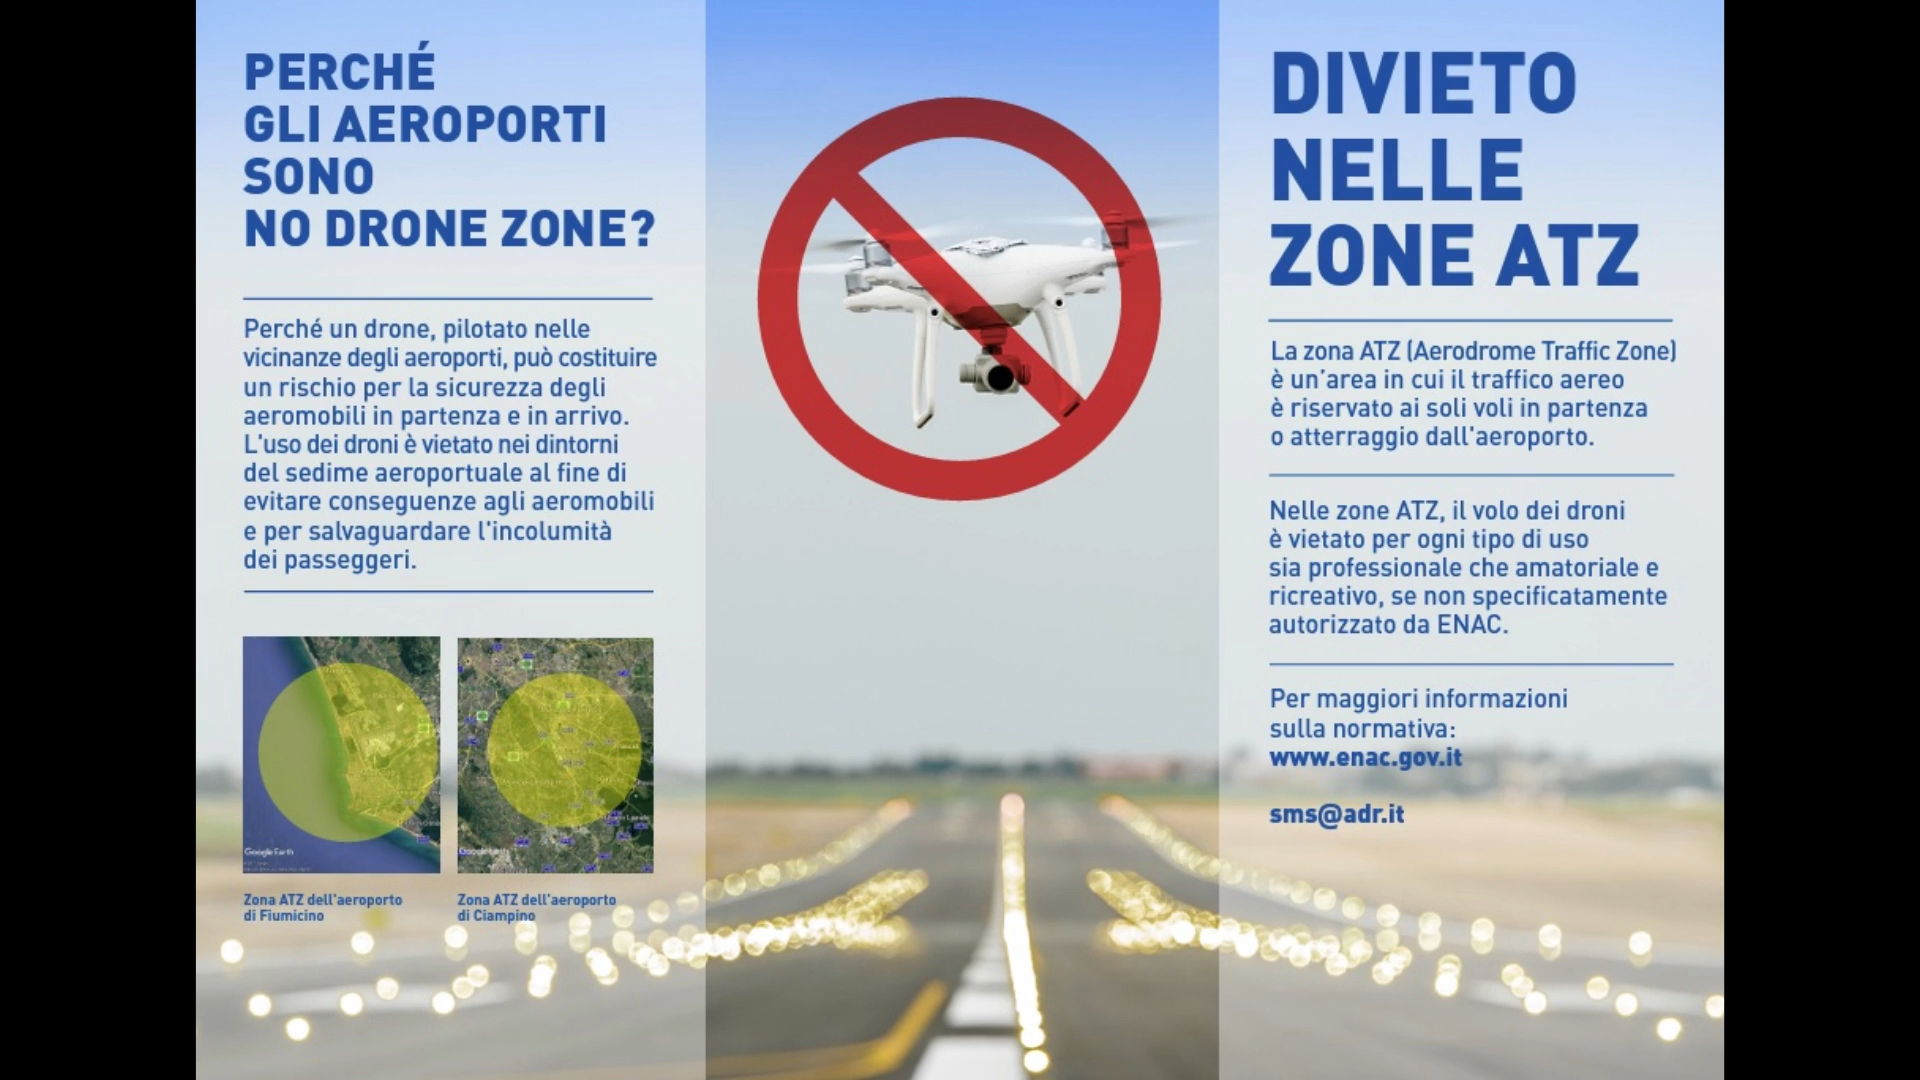 PERCHÉ
GLI AEROPORTI
SONO
NO DRONE ZONE?
Perché un drone, pilotato nelle
vicinanze degli aeroporti, può costituire
un rischio per la sicurezza degli
aeromobili in partenza e in arrivo.
L'uso dei droni è vietato nei dintorni
del sedime aeroportuale al fine di
evitare conseguenze agli aeromobili
e per salvaguardare l'incolumità
dei passeggeri.
Google Earth
Google Earth
Zona ATZ dell'aeroporto
di Fiumicino
Zona ATZ dell'aeroporto
di Ciampino
DIVIETO
NELLE
ZONE ATZ
La zona ATZ (Aerodrome Traffic Zone)
è un'area in cui il traffico aereo
è riservato ai soli voli in partenza
o atterraggio dall'aeroporto.
Nelle zone ATZ, il volo dei droni
è vietato per ogni tipo di uso
sia professionale che amatoriale e
ricreativo, se non specificatamente
autorizzato da ENAC.
Per maggiori informazioni
sulla normativa:
www.enac.gov.it
sms@adr.it